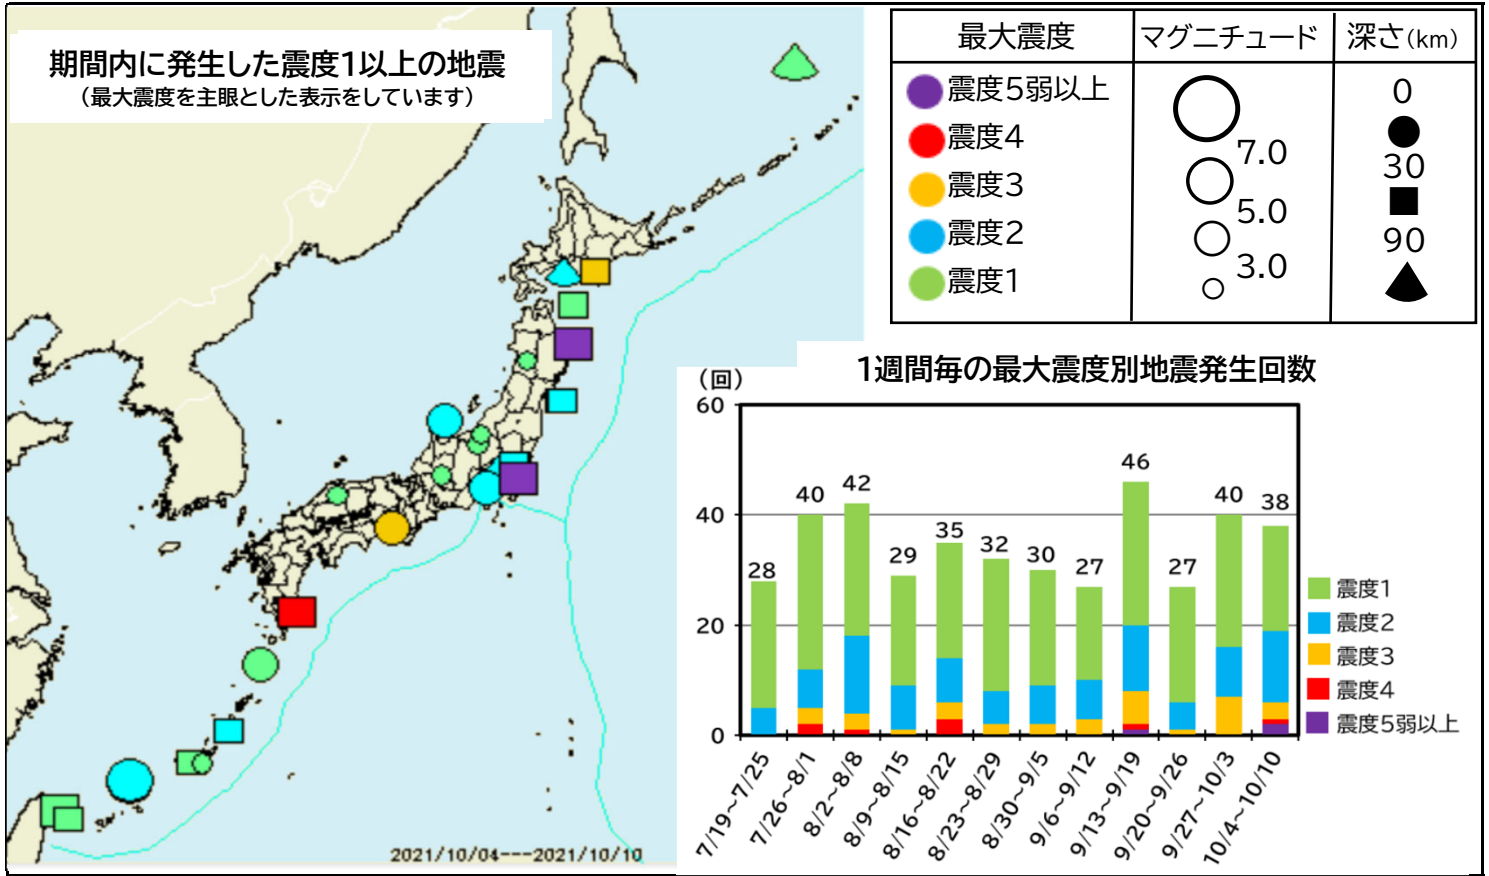 期間内に発生した震度1以上の地震
（最大震度を主眼とした表示をしています）
2021/10/04---2021/10/10
最大震度 マグニチュード 深さ(km)
震度5弱以上
震度4
震度3
震度2
震度1
7.0
5.0
3.0
0
30
90
1週間毎の最大震度別地震発生回数
(回)
60
40
20
0
28
40
42
29
35
32
30
27
46
27
40
38
7/19~7/25
7/26~8/1
8/2~8/8
8/9~8/15
8/16~8/22
8/23~8/29
8/30~9/5
9/6~9/12
9/13~9/19
9/20~9/26
9/27~10/3
10/4~10/10
震度1
震度2
震度3
震度4
震度5弱以上